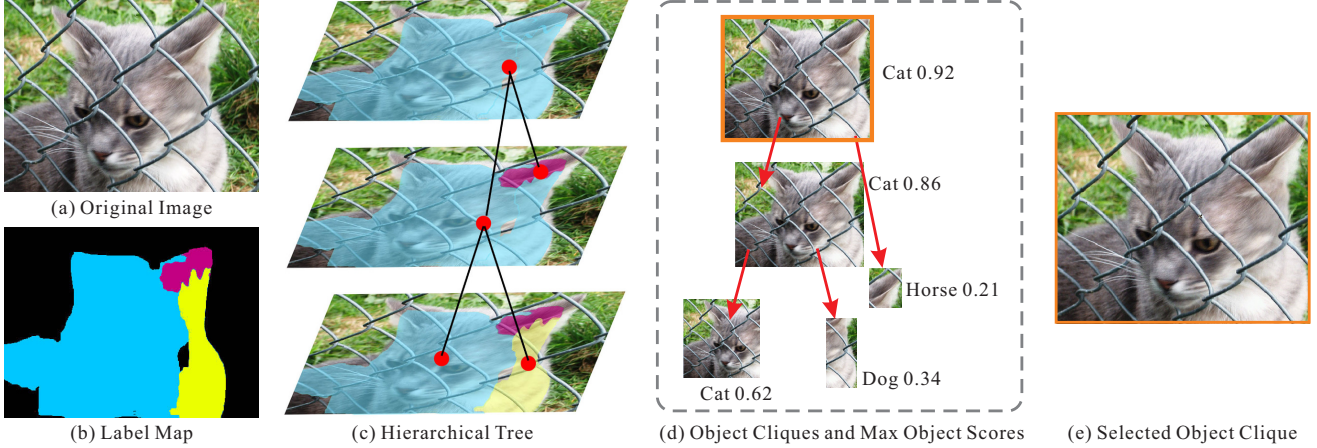 Cat 0.92
Cat 0.86
Horse 0.21
Dog 0.34
Cat 0.62
(a) Original Image
(b) Label Map
(c) Hierarchical Tree
(d) Object Cliques and Max Object Scores
(e) Selected Object Clique